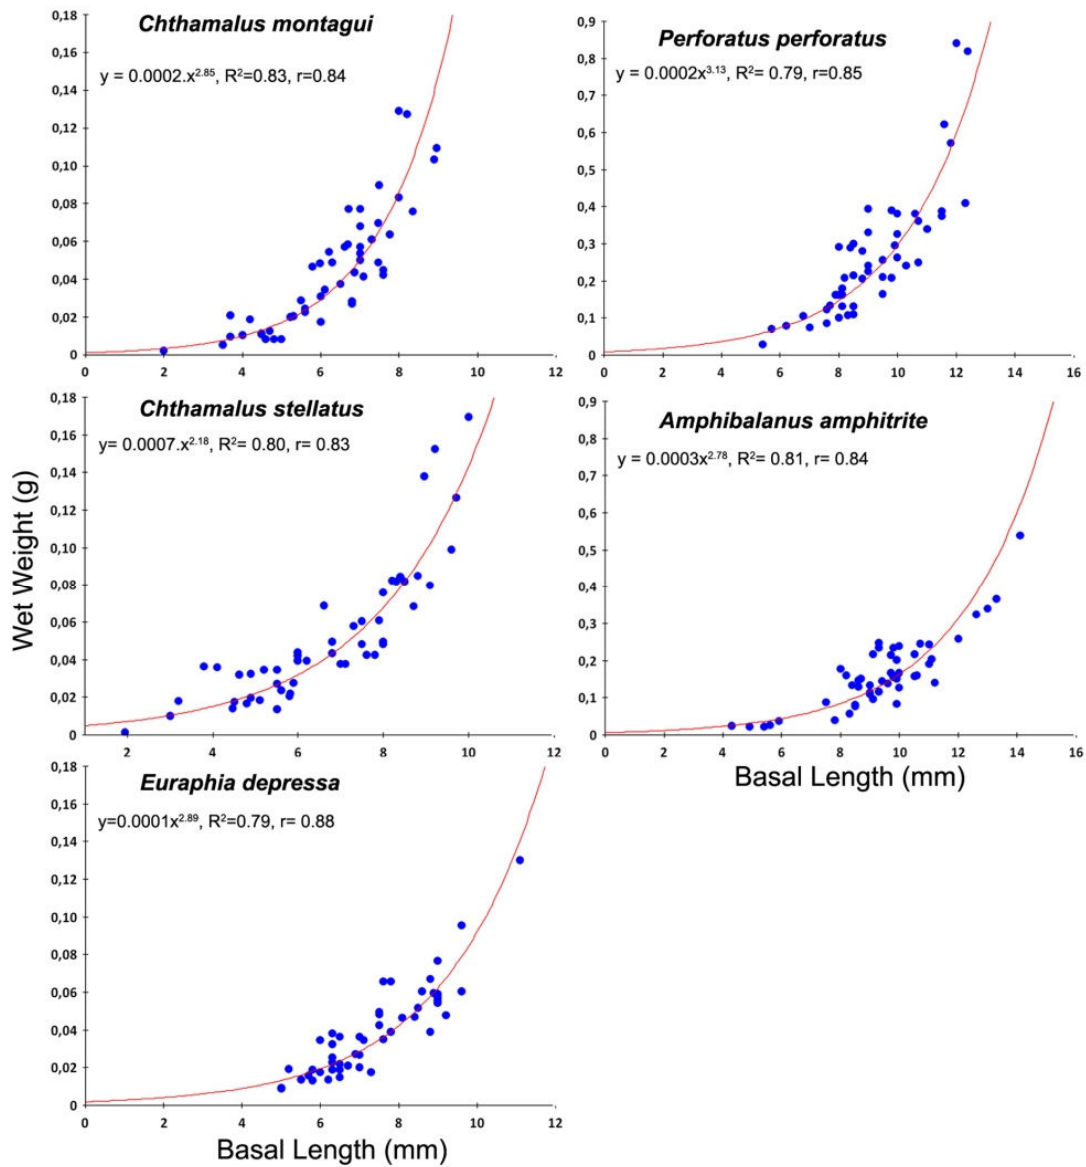 Chthamalus montagui
y = 0.0002.x^2.85, R²=0.83, r=0.84
0,18
0,16
0,14
0,12
0,10
0,08
0,06
0,04
0,02
0
0 2 4 6 8 10 12
Perforatus perforatus
y = 0.0002x^3.13, R²= 0.79, r=0.85
0,9
0,8
0,7
0,6
0,5
0,4
0,3
0,2
0,1
0
0 2 4 6 8 10 12 14 16
Chthamalus stellatus
y= 0.0007.x^2.18, R²= 0.80, r= 0.83
0,18
0,16
0,14
0,12
0,10
0,08
0,06
0,04
0,02
0
0 2 4 6 8 10 12
Wet Weight (g)
Amphibalanus amphitrite
y = 0.0003x^2.78, R²= 0.81, r= 0.84
0,9
0,8
0,7
0,6
0,5
0,4
0,3
0,2
0,1
0
0 2 4 6 8 10 12 14 16
Basal Length (mm)
Euraphia depressa
y=0.0001x^2.89, R²=0.79, r= 0.88
0,18
0,16
0,14
0,12
0,10
0,08
0,06
0,04
0,02
0
0 2 4 6 8 10 12
Basal Length (mm)